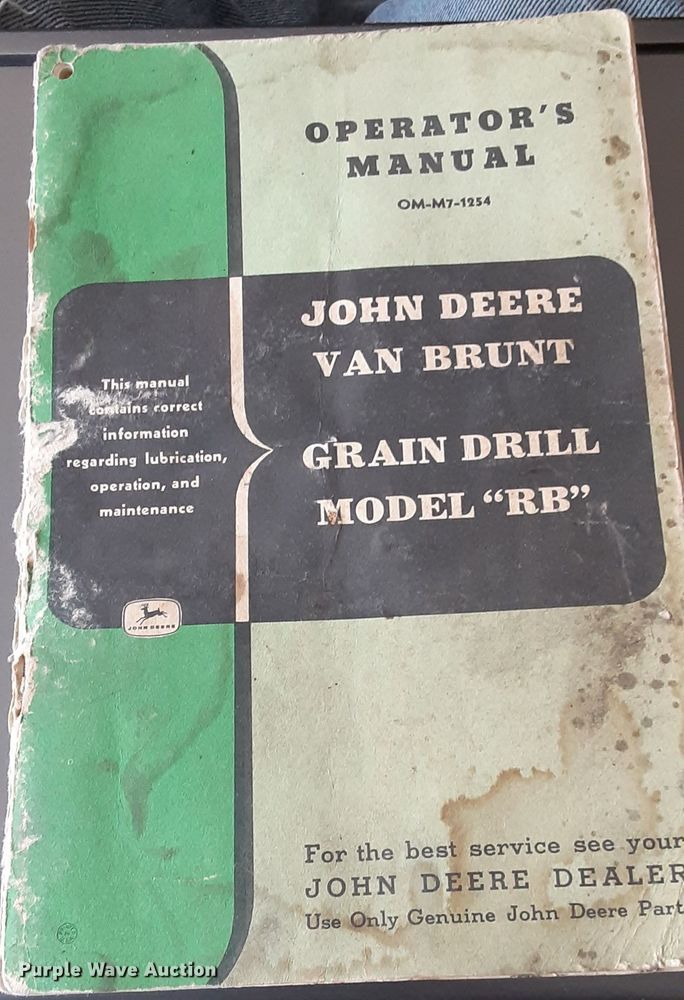 OPERATOR'S
MANUAL
OM-M7-1254
JOHN DEERE
VAN BRUNT
GRAIN DRILL
MODEL "RB"
This manual
contains correct
information
regarding lubrication,
operation, and
maintenance
JOHN DEERE
For the best service see your
JOHN DEERE DEALER
Use Only Genuine John Deere Part
Purple Wave Auction